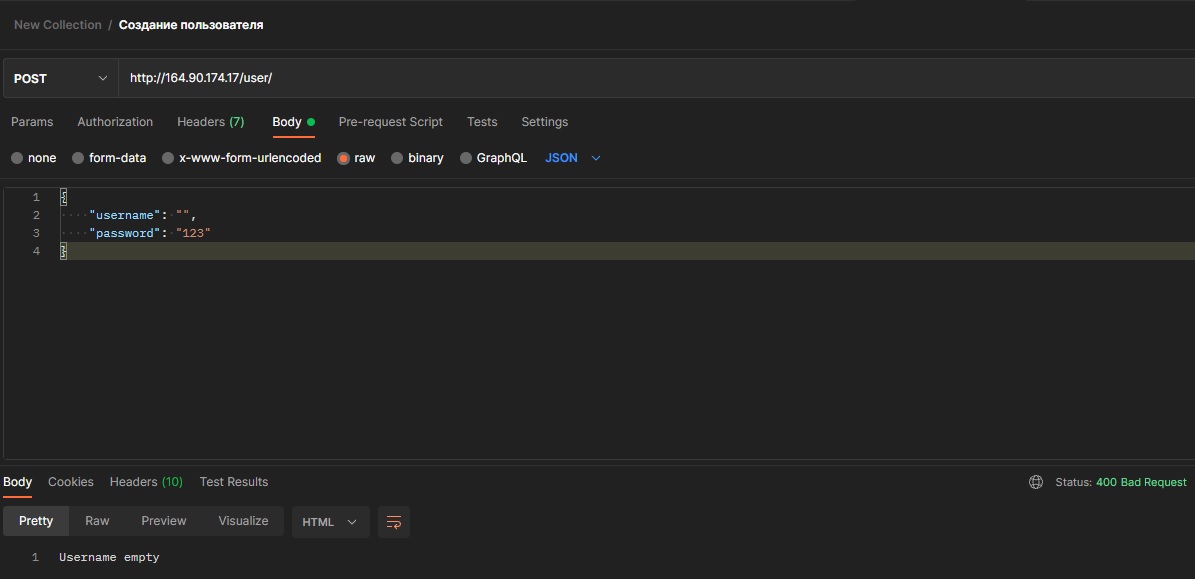 New Collection / Создание пользователя
POST http://164.90.174.17/user/
Params Authorization Headers (7) Body Pre-request Script Tests Settings
none form-data x-www-form-urlencoded raw binary GraphQL JSON
1 {
2 "username": "",
3 "password": "123"
4 }
Body Cookies Headers (10) Test Results Status: 400 Bad Request
Pretty Raw Preview Visualize HTML
1 Username empty